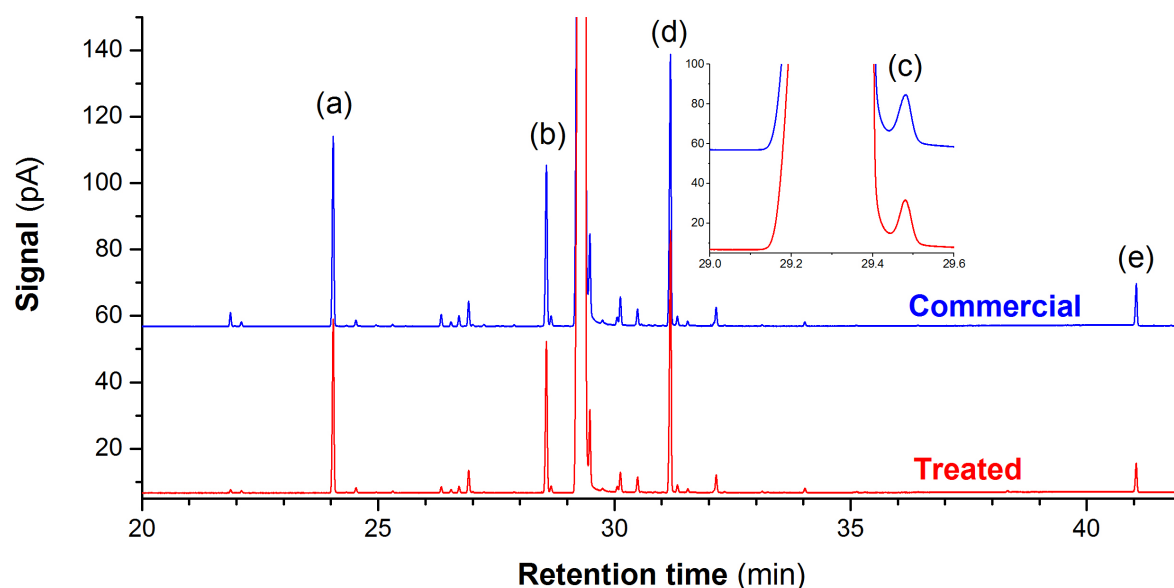 140
120
100
80
60
40
20
Signal (pA)
(a)
(b)
(d)
(c)
(e)
100
80
60
40
20
29.0
29.2
29.4
29.6
Commercial
Treated
20
25
30
35
40
Retention time (min)